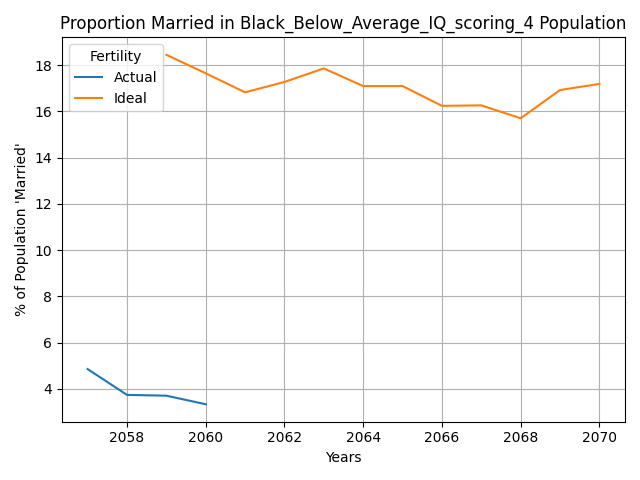 Proportion Married in Black_Below_Average_IQ_scoring_4 Population
Fertility
Actual
Ideal
% of Population 'Married'
18
16
14
12
10
8
6
4
2058 2060 2062 2064 2066 2068 2070
Years